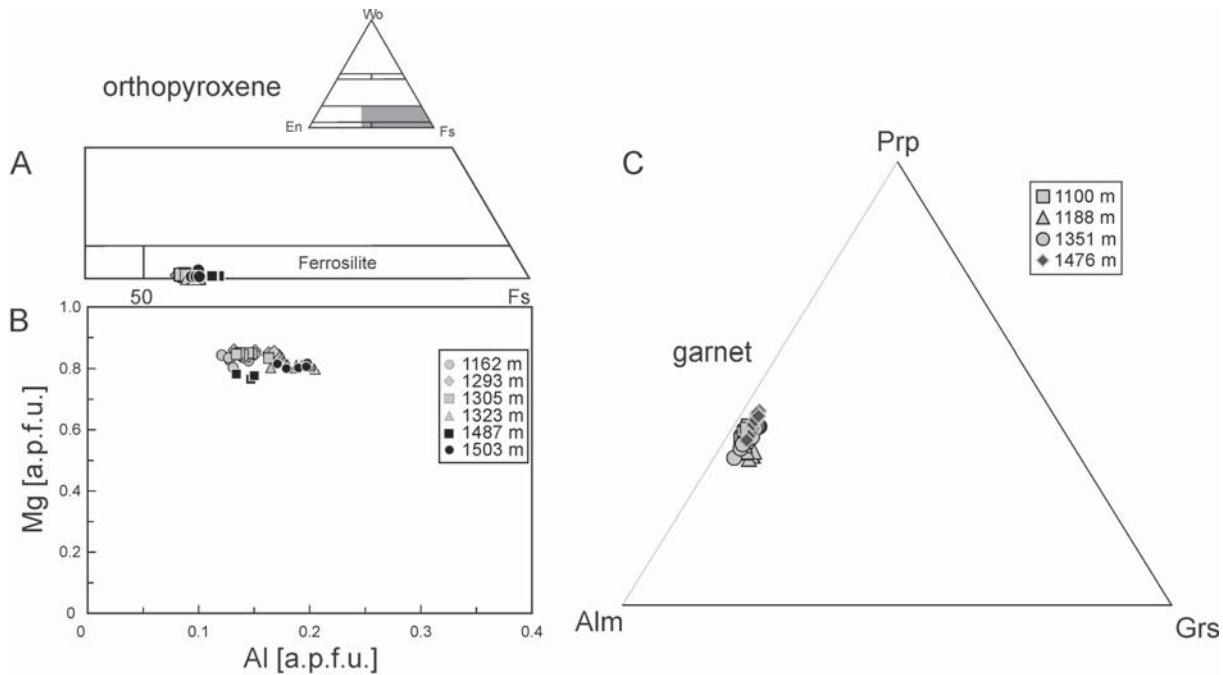 Wo
orthopyroxene
En
Fs
A
Ferrosilite
50
Fs
B
1.0
0.8
0.6
0.4
0.2
0
Mg [a.p.f.u.]
1162 m
1293 m
1305 m
1323 m
1487 m
1503 m
0
0.1
0.2
0.3
0.4
Al [a.p.f.u.]
C
Prp
1100 m
1188 m
1351 m
1476 m
garnet
Alm
Grs